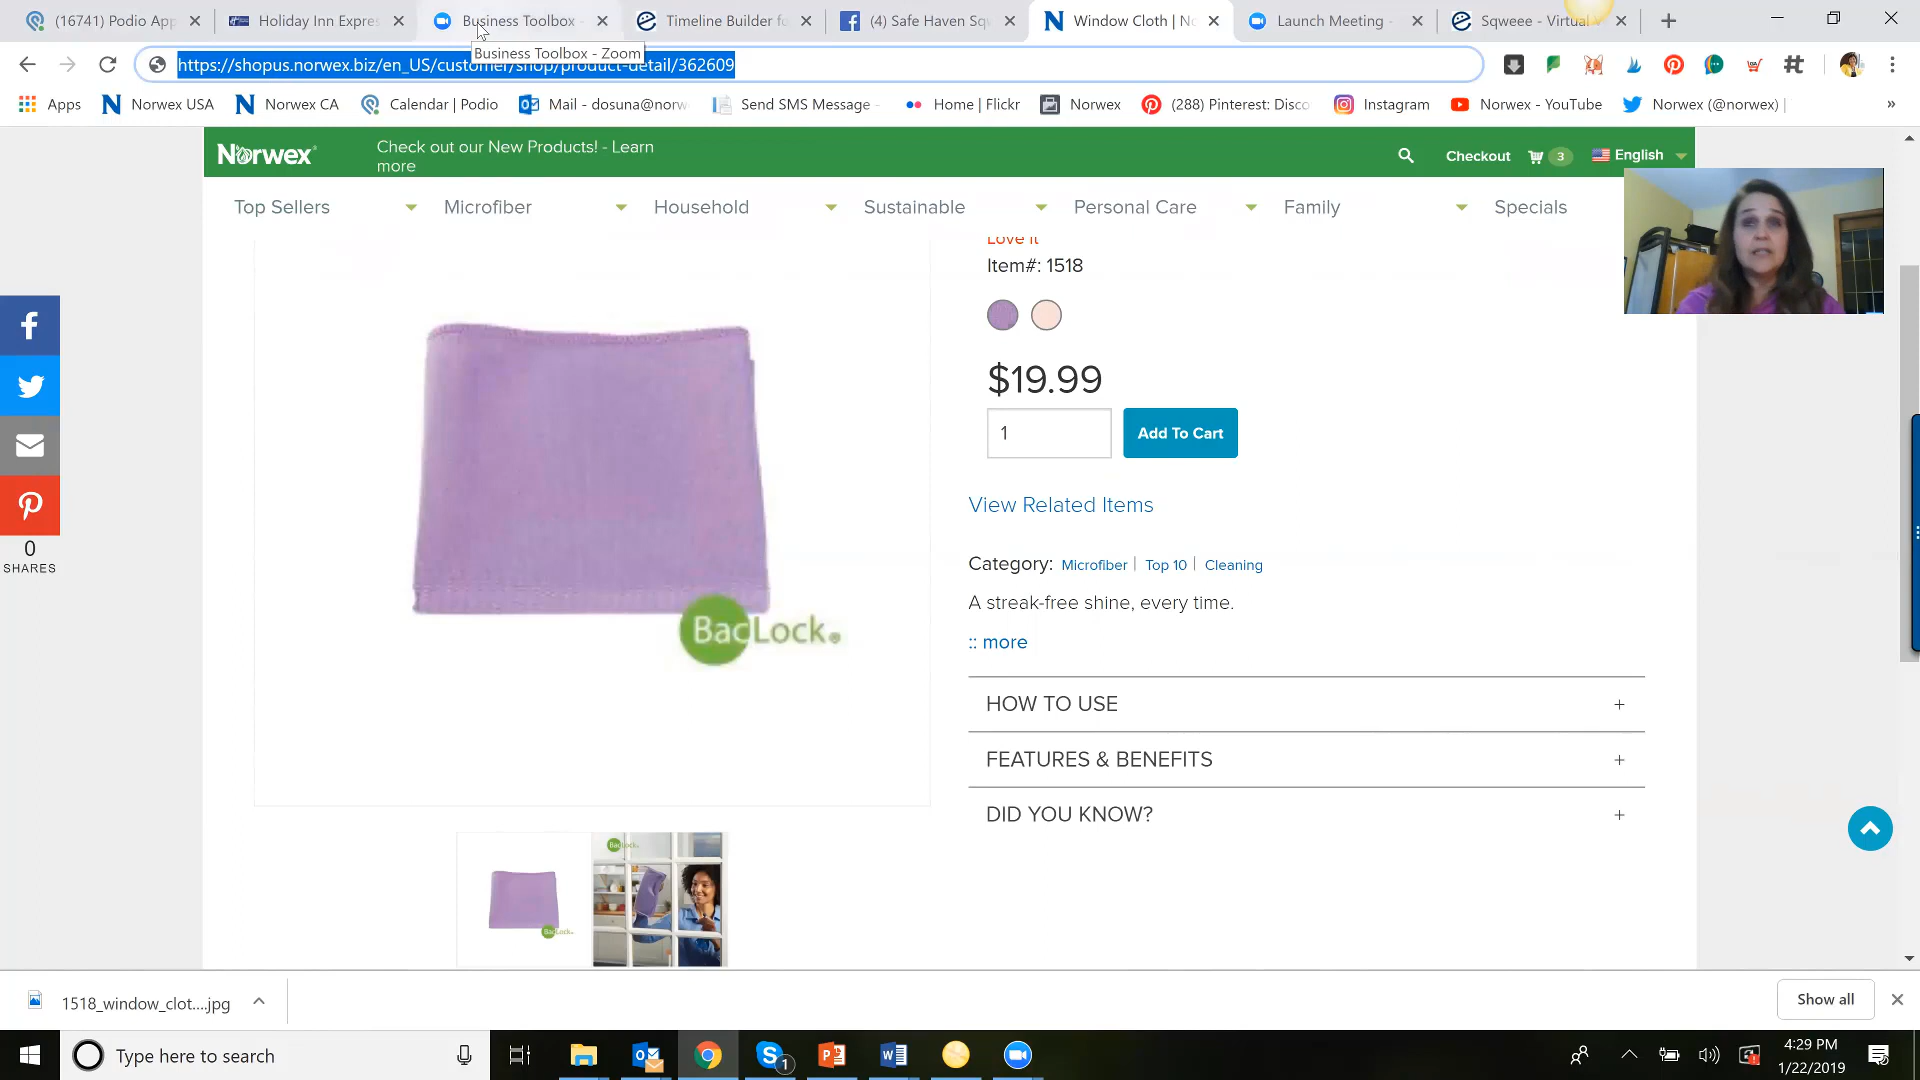 (16741) Podio App
Holiday Inn Expres
Business Toolbox -
Timeline Builder fo
(4) Safe Haven Sq
Window Cloth | No
Launch Meeting -
Sqweee - Virtual V
Business Toolbox - Zoom
https://shopus.norwex.biz/en_US/customer/shop/product-detail/362609
Apps
Norwex USA
Norwex CA
Calendar | Podio
Mail - dosuna@norw
Send SMS Message -
Home | Flickr
Norwex
(288) Pinterest: Disco
Instagram
Norwex - YouTube
Norwex (@norwex) |
»
Norwex
Check out our New Products! - Learn
more
Checkout
3
English
Top Sellers
Microfiber
Household
Sustainable
Personal Care
Family
Specials
Love It
Item#: 1518
$19.99
1
Add To Cart
View Related Items
Category: Microfiber | Top 10 | Cleaning
A streak-free shine, every time.
:: more
HOW TO USE +
FEATURES & BENEFITS +
DID YOU KNOW? +
BacLock®
0
SHARES
BacLock
BacLock
1518_window_clot....jpg
Show all
Type here to search
1
4:29 PM
1/22/2019